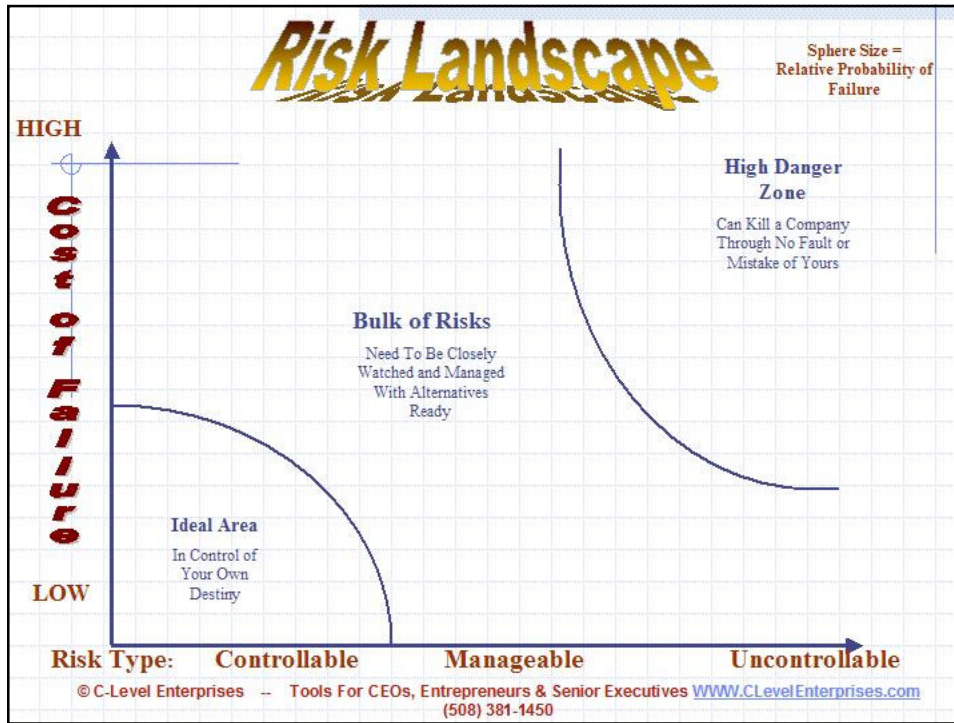 Risk Landscape
Sphere Size =
Relative Probability of
Failure
HIGH
Cost of Failure
High Danger
Zone
Can Kill a Company
Through No Fault or
Mistake of Yours
Bulk of Risks
Need To Be Closely
Watched and Managed
With Alternatives
Ready
Ideal Area
In Control of
Your Own
Destiny
LOW
Risk Type: Controllable Manageable Uncontrollable
© C-Level Enterprises -- Tools For CEOs, Entrepreneurs & Senior Executives WWW.CLevelEnterprises.com
(508) 381-1450